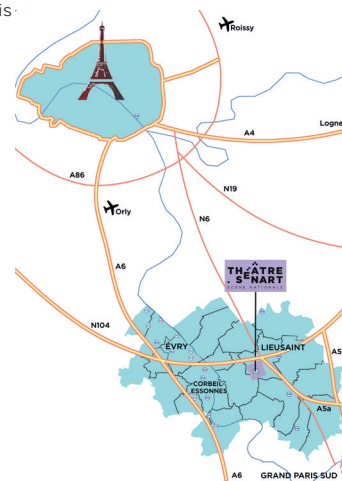 is
Roissy
A4
Logne
A86
N19
Orly
N6
A6
THÉÂTRE
SÉNART
SCÈNE NATIONALE
N104
ÉVRY
LIEUSAINT
A5
CORBEIL
ESSONNES
A5a
A6
GRAND PARIS SUD